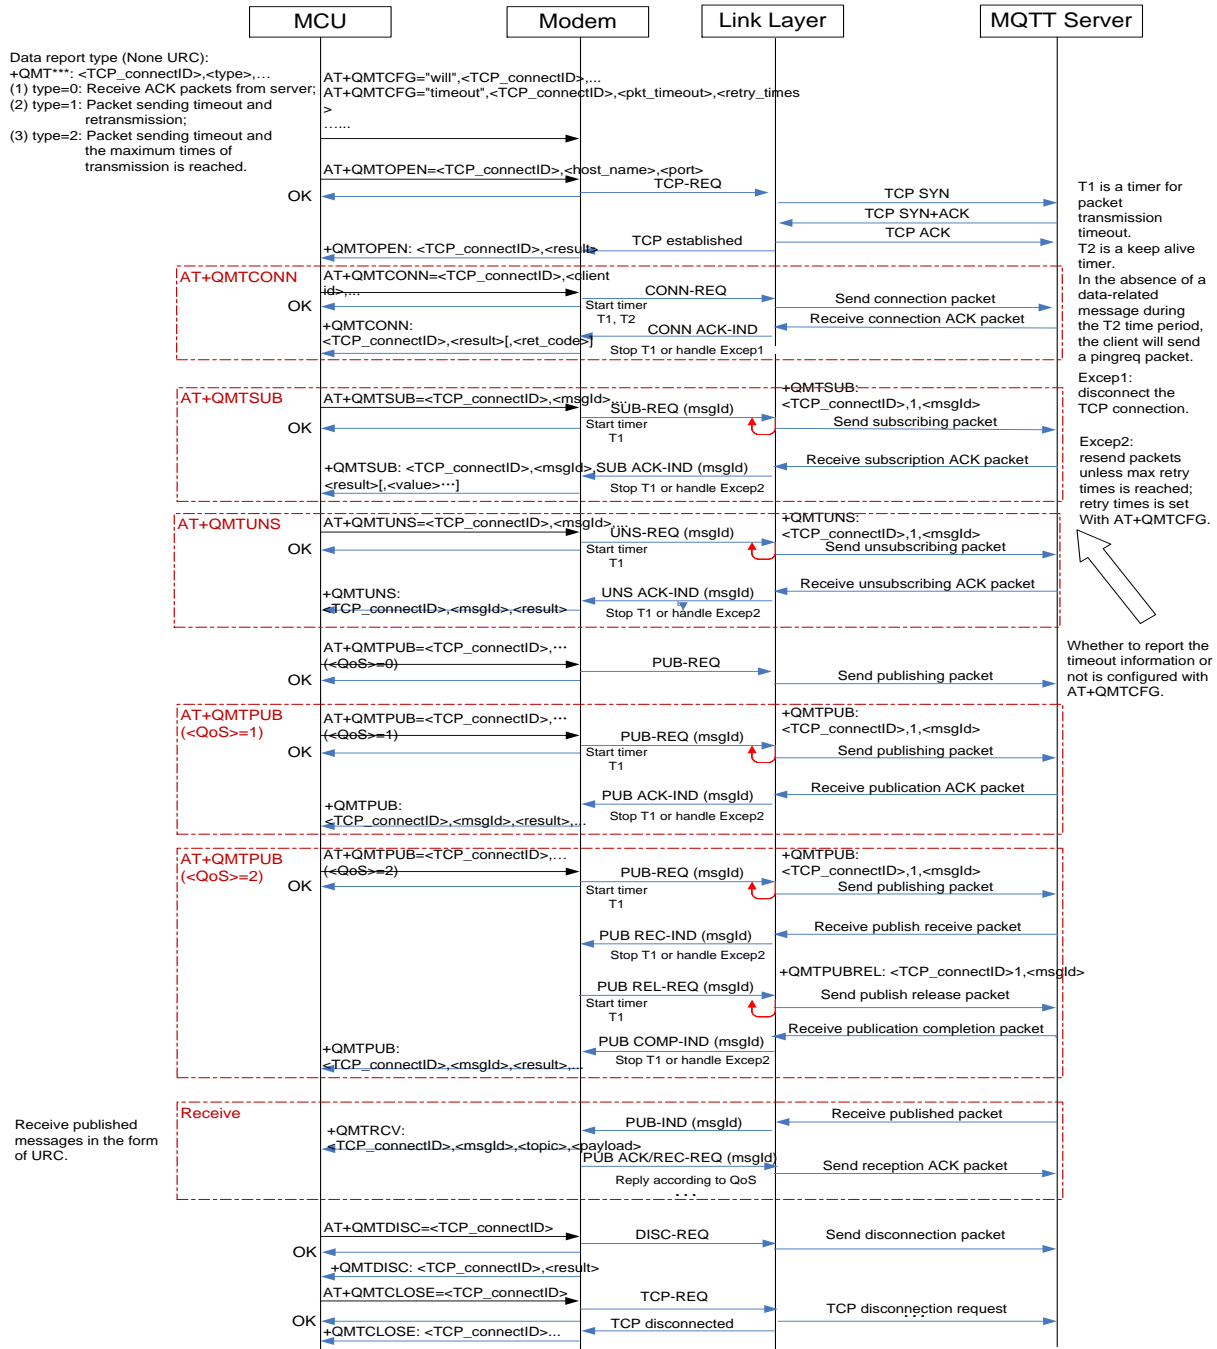 MCU
Modem
Link Layer
MQTT Server
Data report type (None URC):
+QMT***: <TCP_connectID>,<type>,…
(1) type=0: Receive ACK packets from server;
(2) type=1: Packet sending timeout and
retransmission;
(3) type=2: Packet sending timeout and
the maximum times of
transmission is reached.
AT+QMTCFG="will",<TCP_connectID>,...
AT+QMTCFG="timeout",<TCP_connectID>,<pkt_timeout>,<retry_times
>
…...
AT+QMTOPEN=<TCP_connectID>,<host_name>,<port>
TCP-REQ
OK
TCP SYN
TCP SYN+ACK
TCP ACK
TCP established
+QMTOPEN: <TCP_connectID>,<result>
T1 is a timer for
packet
transmission
timeout.
T2 is a keep alive
timer.
In the absence of a
data-related
message during
the T2 time period,
the client will send
a pingreq packet.
Excep1:
disconnect the
TCP connection.
Excep2:
resend packets
unless max retry
times is reached;
retry times is set
With AT+QMTCFG.
Whether to report the
timeout information or
not is configured with
AT+QMTCFG.
AT+QMTCONN
AT+QMTCONN=<TCP_connectID>,<client
id>,...
CONN-REQ
OK
Start timer
T1, T2
Send connection packet
Receive connection ACK packet
CONN ACK-IND
+QMTCONN:
<TCP_connectID>,<result>[,<ret_code>]
Stop T1 or handle Excep1
AT+QMTSUB
AT+QMTSUB=<TCP_connectID>,<msgId>,...
+QMTSUB:
<TCP_connectID>,1,<msgId>
SUB-REQ (msgId)
OK
Start timer
T1
Send subscribing packet
Receive subscription ACK packet
SUB ACK-IND (msgId)
+QMTSUB: <TCP_connectID>,<msgId>,
<result>[,<value>…]
Stop T1 or handle Excep2
AT+QMTUNS
AT+QMTUNS=<TCP_connectID>,<msgId>,...
+QMTUNS:
<TCP_connectID>,1,<msgId>
UNS-REQ (msgId)
OK
Start timer
T1
Send unsubscribing packet
Receive unsubscribing ACK packet
UNS ACK-IND (msgId)
+QMTUNS:
<TCP_connectID>,<msgId>,<result>
Stop T1 or handle Excep2
AT+QMTPUB=<TCP_connectID>,…
(<QoS>=0)
PUB-REQ
OK
Send publishing packet
AT+QMTPUB
(<QoS>=1)
AT+QMTPUB=<TCP_connectID>,…
(<QoS>=1)
+QMTPUB:
<TCP_connectID>,1,<msgId>
PUB-REQ (msgId)
OK
Start timer
T1
Send publishing packet
Receive publication ACK packet
PUB ACK-IND (msgId)
+QMTPUB:
<TCP_connectID>,<msgId>,<result>,...
Stop T1 or handle Excep2
AT+QMTPUB
(<QoS>=2)
AT+QMTPUB=<TCP_connectID>,...
(<QoS>=2)
+QMTPUB:
<TCP_connectID>,1,<msgId>
PUB-REQ (msgId)
OK
Start timer
T1
Send publishing packet
Receive publish receive packet
PUB REC-IND (msgId)
Stop T1 or handle Excep2
+QMTPUBREL: <TCP_connectID>1,<msgId>
PUB REL-REQ (msgId)
Start timer
T1
Send publish release packet
Receive publication completion packet
PUB COMP-IND (msgId)
+QMTPUB:
<TCP_connectID>,<msgId>,<result>,...
Stop T1 or handle Excep2
Receive
Receive published
messages in the form
of URC.
Receive published packet
PUB-IND (msgId)
+QMTRCV:
<TCP_connectID>,<msgId>,<topic>,<payload>
PUB ACK/REC-REQ (msgId)
Send reception ACK packet
Reply according to QoS
...
AT+QMTDISC=<TCP_connectID>
DISC-REQ
Send disconnection packet
OK
+QMTDISC: <TCP_connectID>,<result>
AT+QMTCLOSE=<TCP_connectID>
TCP-REQ
TCP disconnection request
...
OK
TCP disconnected
+QMTCLOSE: <TCP_connectID>...